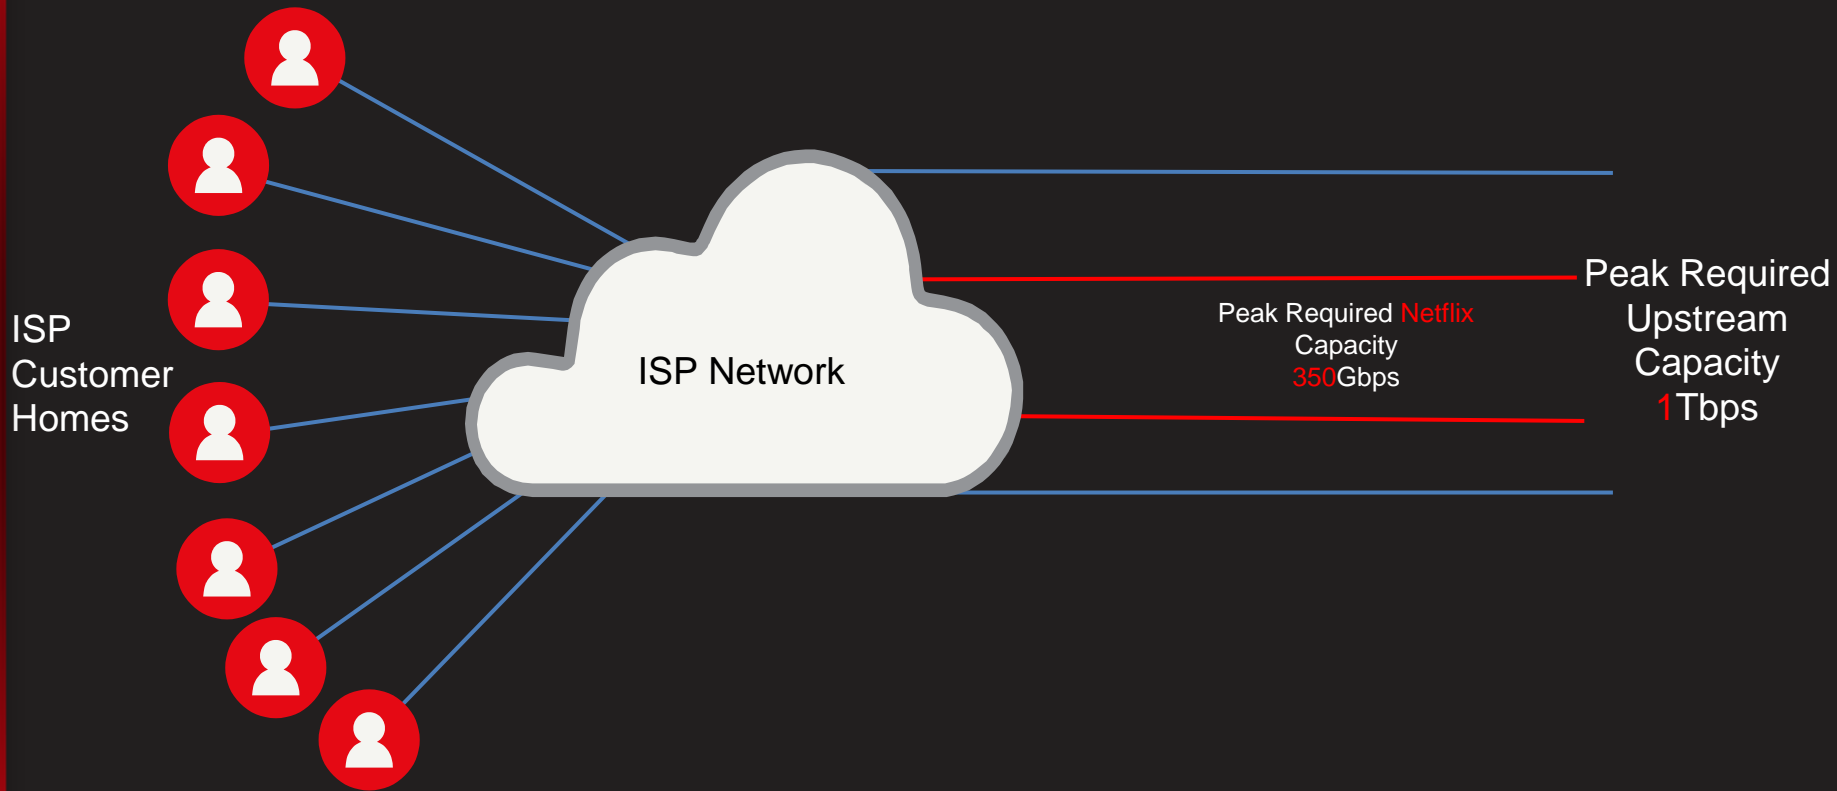 ISP
Customer
Homes
ISP Network
Peak Required Netflix
Capacity
350Gbps
Peak Required
Upstream
Capacity
1Tbps